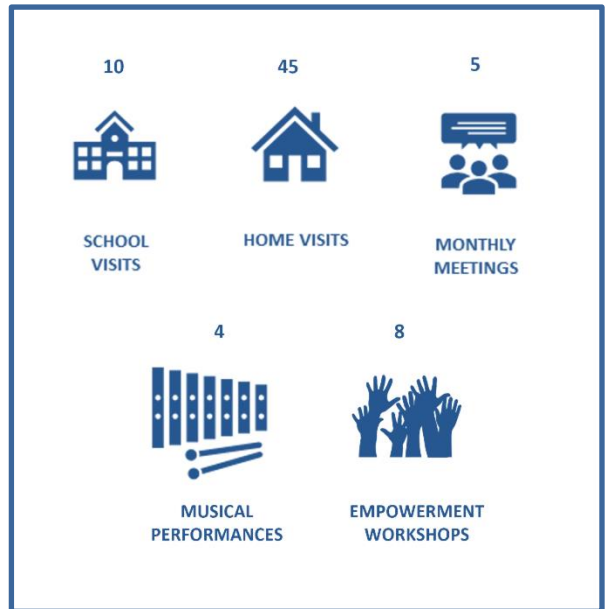 10
45
5
SCHOOL
VISITS
HOME VISITS
MONTHLY
MEETINGS
4
8
MUSICAL
PERFORMANCES
EMPOWERMENT
WORKSHOPS